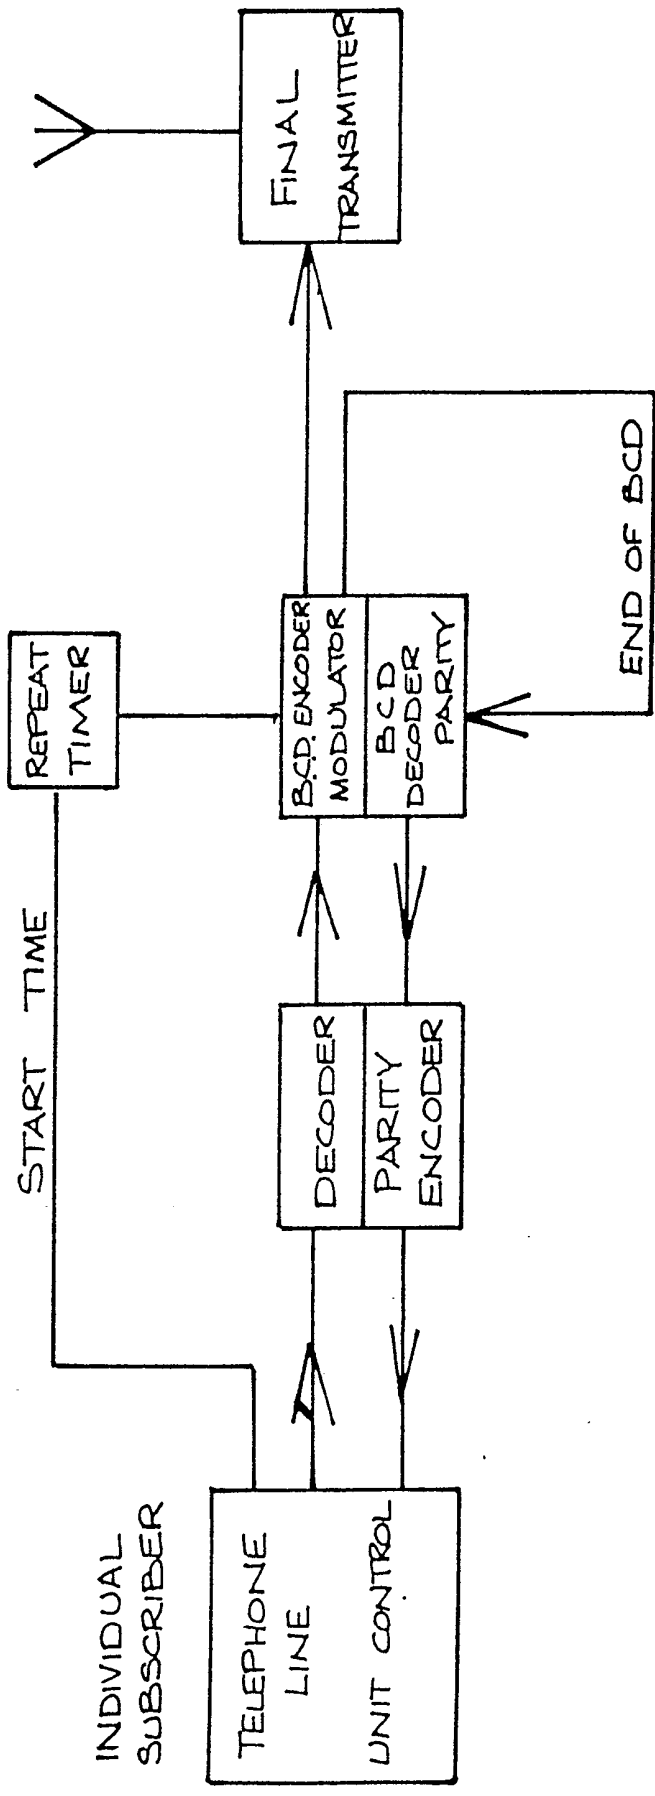 INDIVIDUAL
SUBSCRIBER
TELEPHONE
LINE
UNIT CONTROL
START TIME
DECODER
PARITY
ENCODER
REPEAT
TIMER
B.C.D. ENCODER
MODULATOR
BCD
DECODER
PARITY
END OF BCD
FINAL
TRANSMITTER